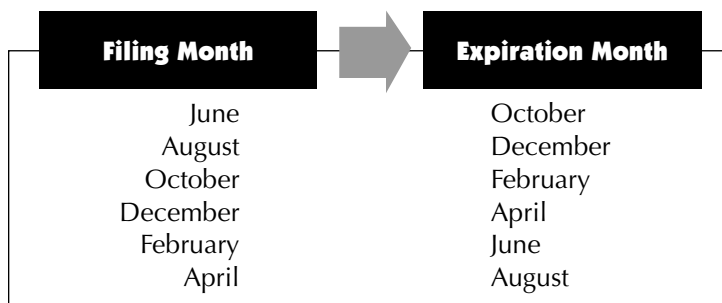 Filing Month Expiration Month
June October
August December
October February
December April
February June
April August